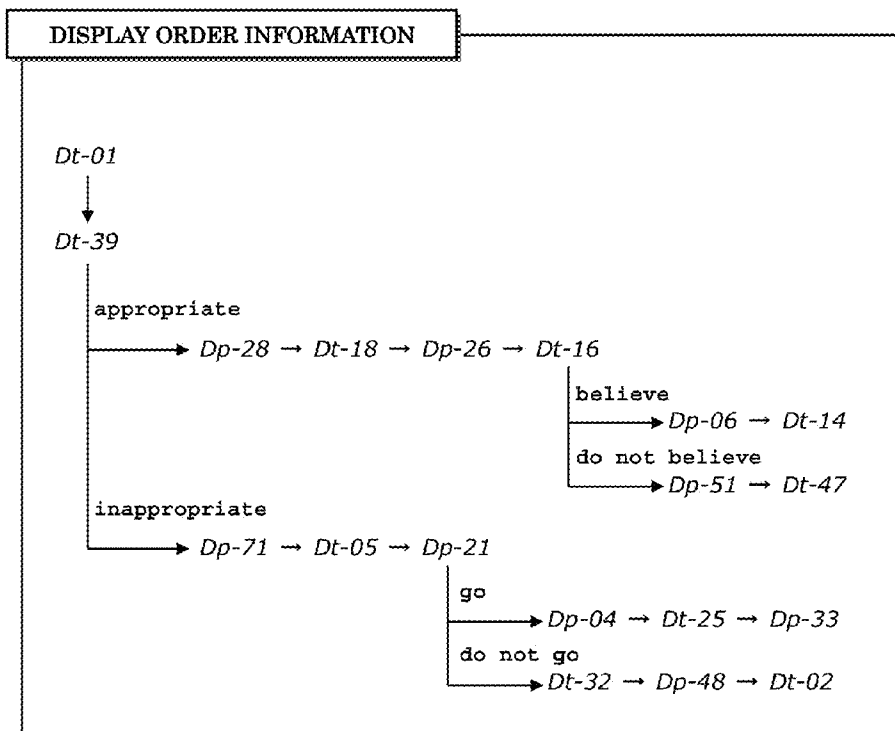 DISPLAY ORDER INFORMATION
Dt-01
Dt-39
appropriate
Dp-28 → Dt-18 → Dp-26 → Dt-16
believe
Dp-06 → Dt-14
do not believe
Dp-51 → Dt-47
inappropriate
Dp-71 → Dt-05 → Dp-21
go
Dp-04 → Dt-25 → Dp-33
do not go
Dt-32 → Dp-48 → Dt-02